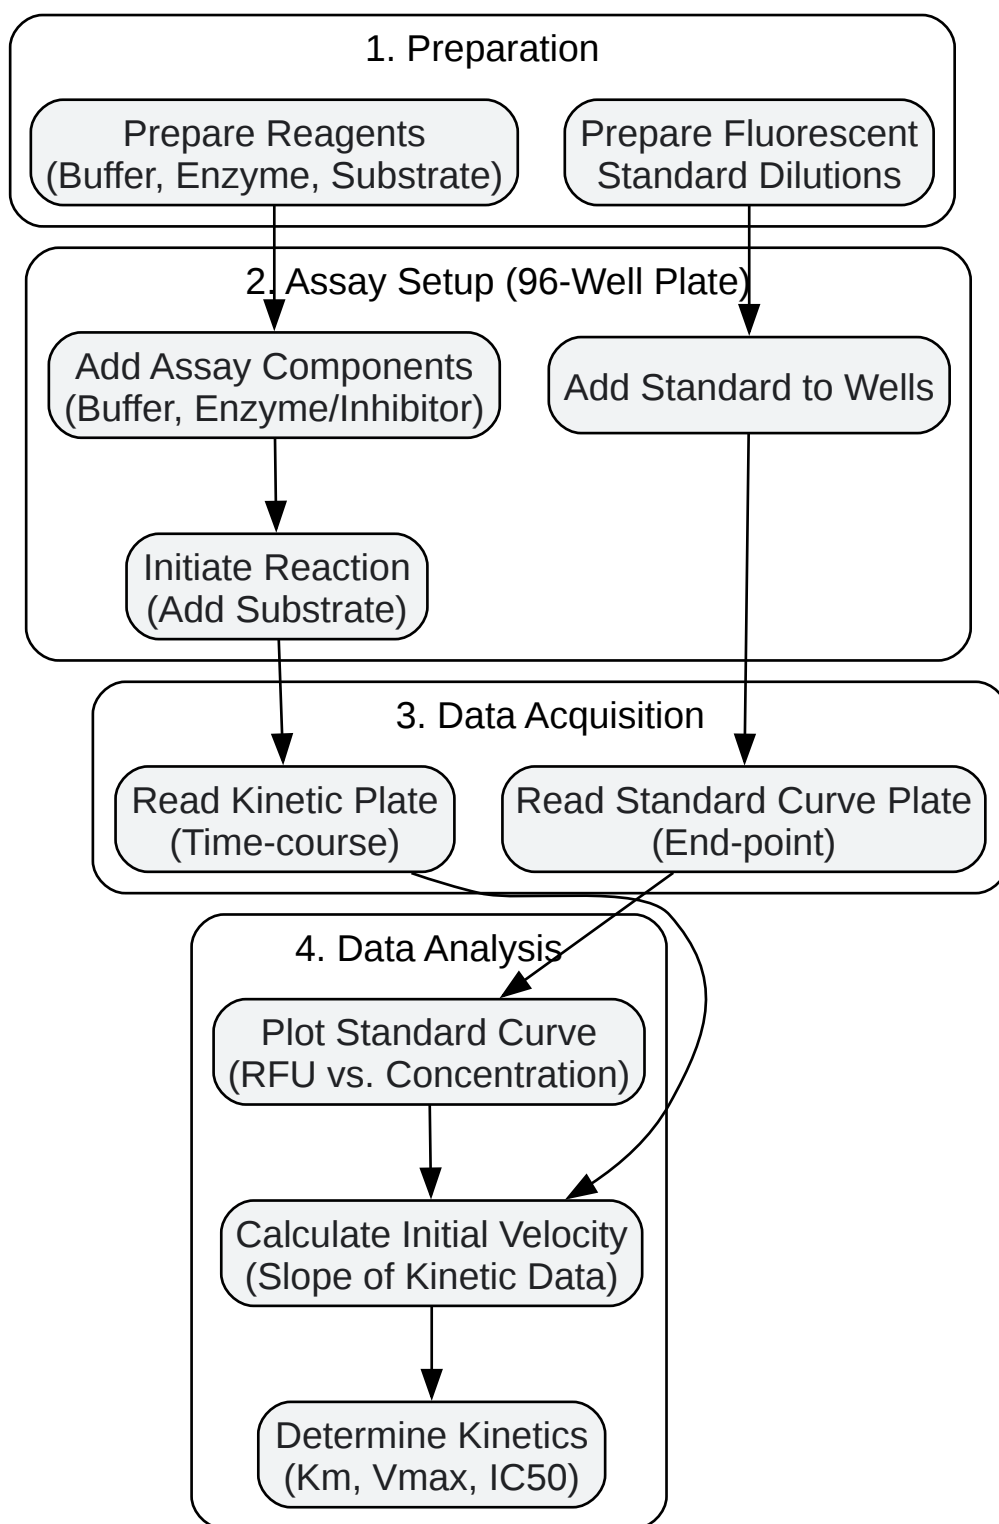 1. Preparation
Prepare Reagents
(Buffer, Enzyme, Substrate)
Prepare Fluorescent
Standard Dilutions
2. Assay Setup (96-Well Plate)
Add Assay Components
(Buffer, Enzyme/Inhibitor)
Add Standard to Wells
Initiate Reaction
(Add Substrate)
3. Data Acquisition
Read Kinetic Plate
(Time-course)
Read Standard Curve Plate
(End-point)
4. Data Analysis
Plot Standard Curve
(RFU vs. Concentration)
Calculate Initial Velocity
(Slope of Kinetic Data)
Determine Kinetics
(Km, Vmax, IC50)